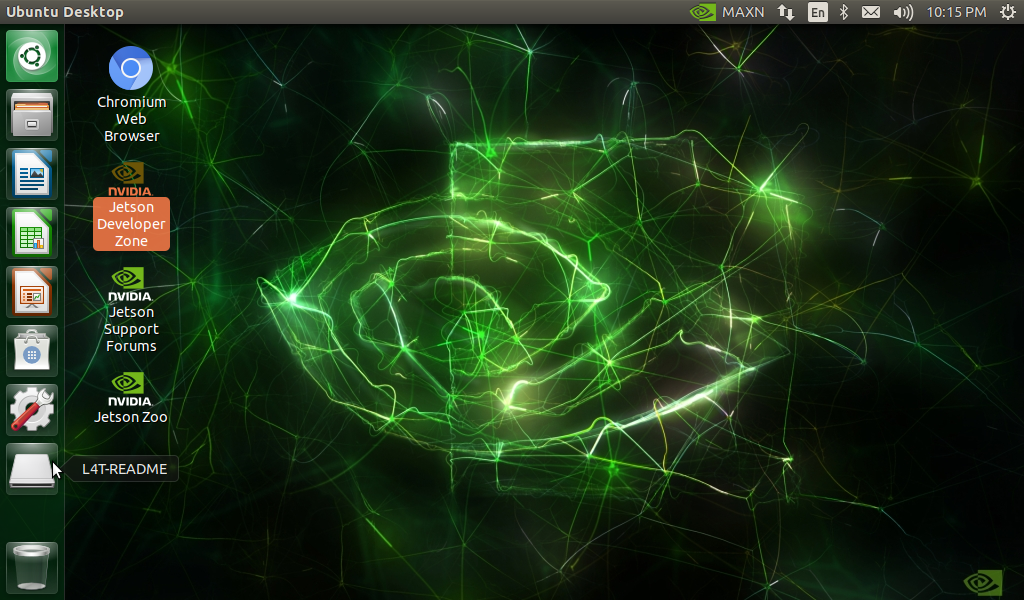 Ubuntu Desktop
MAXN
En
10:15 PM
Chromium
Web
Browser
NVIDIA.
Jetson
Developer
Zone
NVIDIA.
Jetson
Support
Forums
NVIDIA.
Jetson Zoo
L4T-README